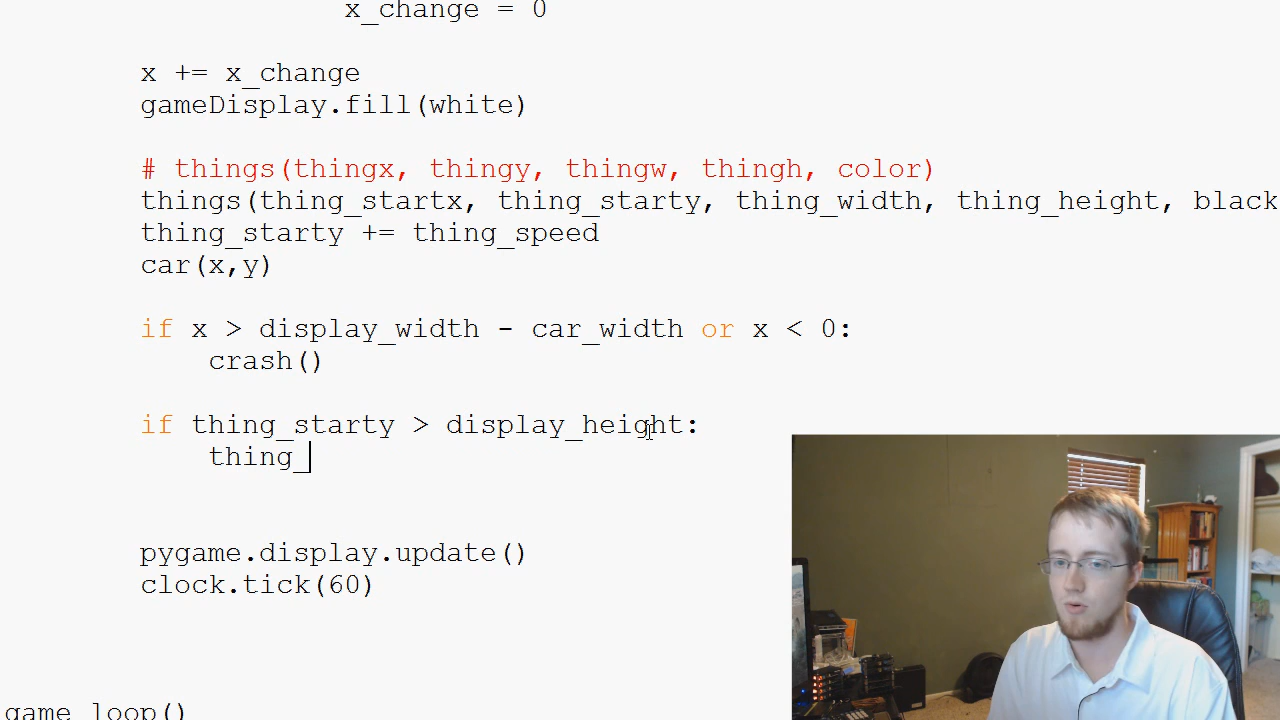 x_change = 0
x += x_change
gameDisplay.fill(white)
# things(thingx, thingy, thingw, thingh, color)
things(thing_startx, thing_starty, thing_width, thing_height, black
thing_starty += thing_speed
car(x,y)
if x > display_width - car_width or x < 0:
crash()
if thing_starty > display_height:
thing_
pygame.display.update()
clock.tick(60)
game_loop()